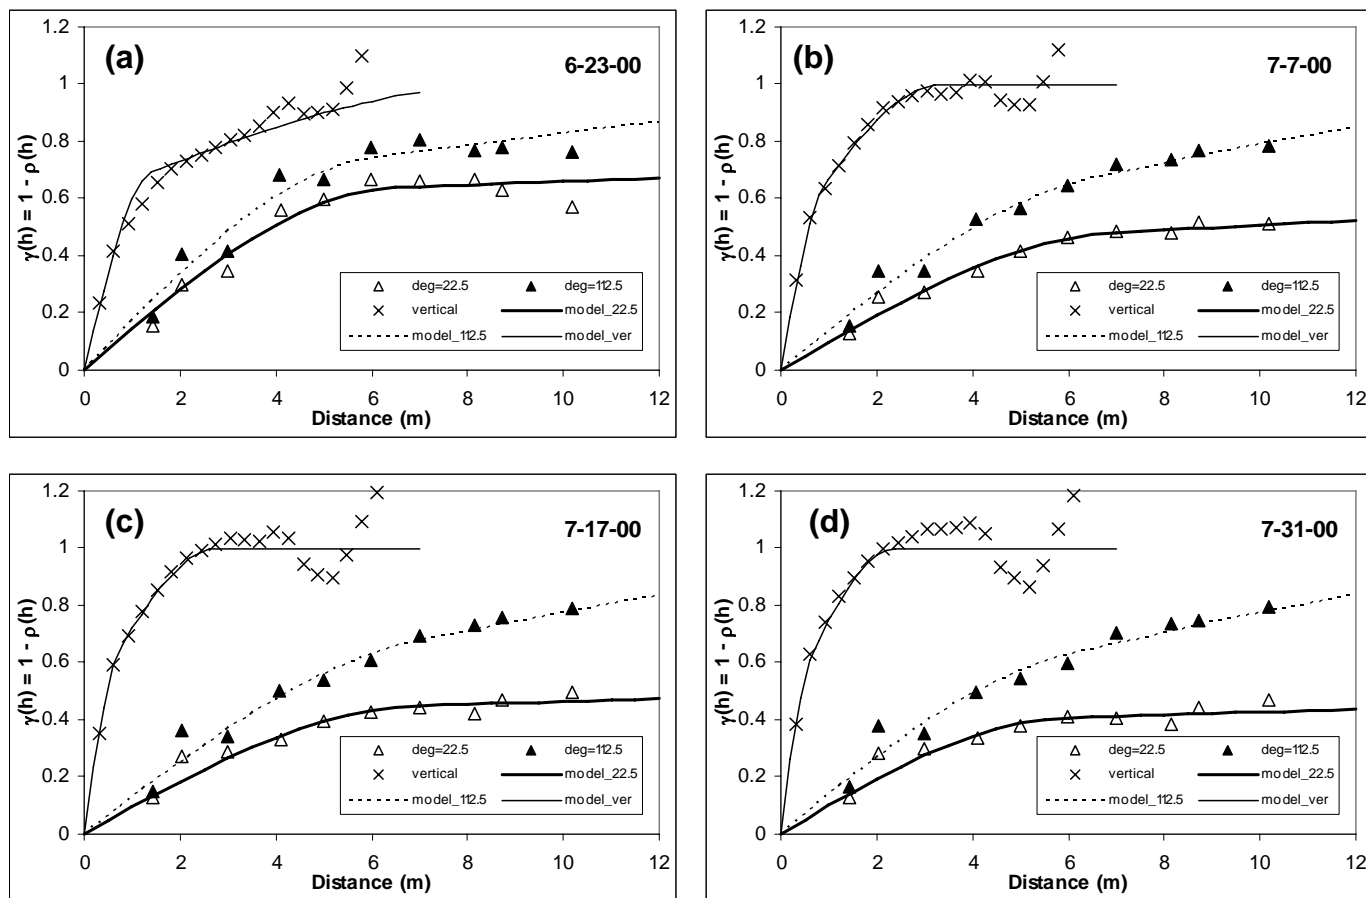 (a)
6-23-00
γ(h) = 1 - ρ(h)
1.2
1
0.8
0.6
0.4
0.2
0
deg=22.5 deg=112.5
vertical model_22.5
model_112.5 model_ver
0 2 4 6 8 10 12
Distance (m)
(b)
7-7-00
γ(h) = 1 - ρ(h)
1.2
1
0.8
0.6
0.4
0.2
0
deg=22.5 deg=112.5
vertical model_22.5
model_112.5 model_ver
0 2 4 6 8 10 12
Distance (m)
(c)
7-17-00
γ(h) = 1 - ρ(h)
1.2
1
0.8
0.6
0.4
0.2
0
deg=22.5 deg=112.5
vertical model_22.5
model_112.5 model_ver
0 2 4 6 8 10 12
Distance (m)
(d)
7-31-00
γ(h) = 1 - ρ(h)
1.2
1
0.8
0.6
0.4
0.2
0
deg=22.5 deg=112.5
vertical model_22.5
model_112.5 model_ver
0 2 4 6 8 10 12
Distance (m)